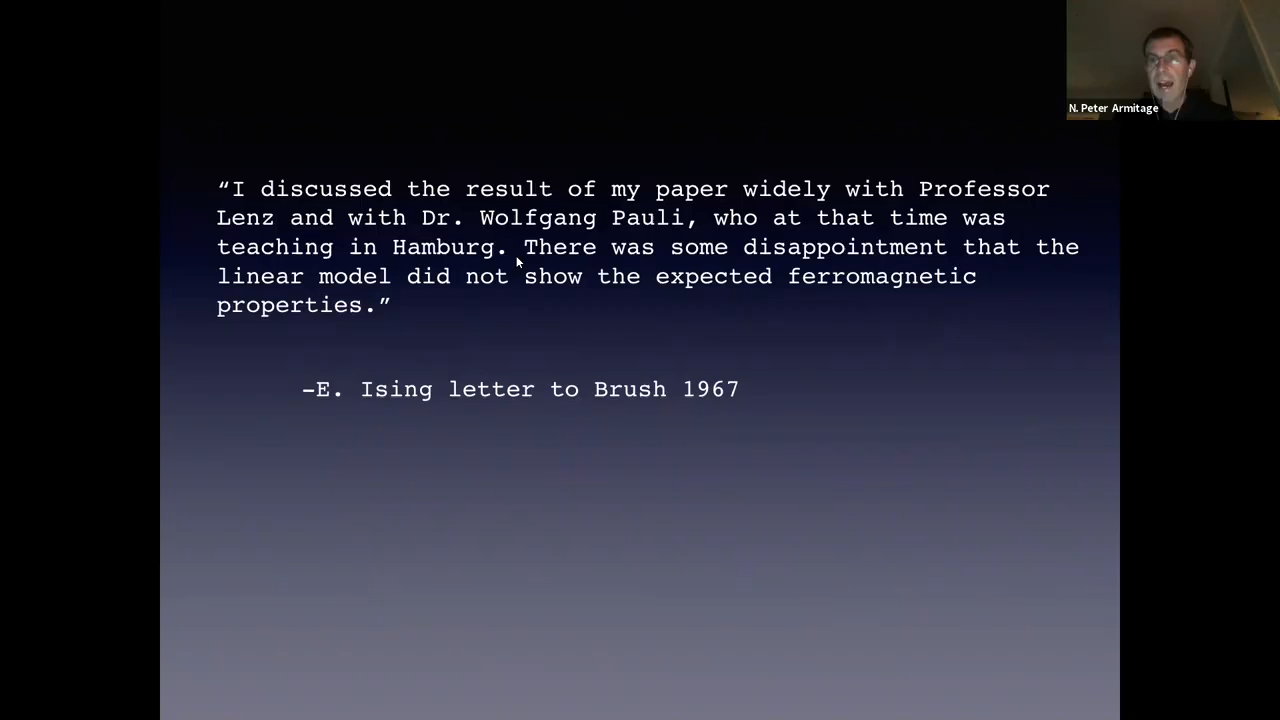 N. Peter Armitage
“I discussed the result of my paper widely with Professor
Lenz and with Dr. Wolfgang Pauli, who at that time was
teaching in Hamburg. There was some disappointment that the
linear model did not show the expected ferromagnetic
properties.”
–E. Ising letter to Brush 1967